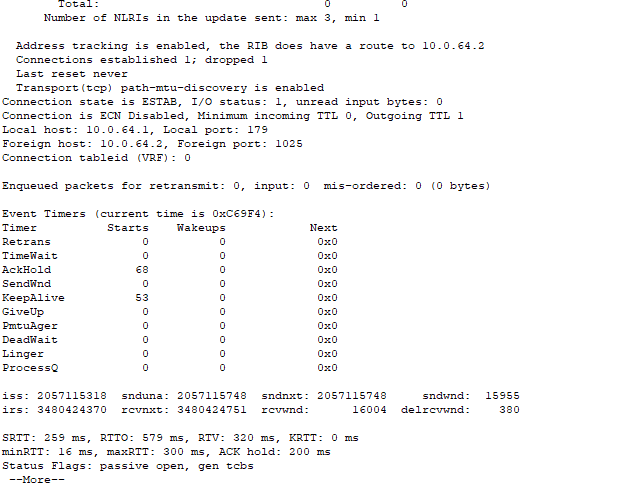 Total: 0 0
Number of NLRIs in the update sent: max 3, min 1
Address tracking is enabled, the RIB does have a route to 10.0.64.2
Connections established 1; dropped 1
Last reset never
Transport(tcp) path-mtu-discovery is enabled
Connection state is ESTAB, I/O status: 1, unread input bytes: 0
Connection is ECN Disabled, Minimum incoming TTL 0, Outgoing TTL 1
Local host: 10.0.64.1, Local port: 179
Foreign host: 10.0.64.2, Foreign port: 1025
Connection tableid (VRF): 0
Enqueued packets for retransmit: 0, input: 0 mis-ordered: 0 (0 bytes)
Event Timers (current time is 0xC69F4):
Timer Starts Wakeups Next
Retrans 0 0 0x0
TimeWait 0 0 0x0
AckHold 68 0 0x0
SendWnd 0 0 0x0
KeepAlive 53 0 0x0
GiveUp 0 0 0x0
PmtuAger 0 0 0x0
DeadWait 0 0 0x0
Linger 0 0 0x0
ProcessQ 0 0 0x0
iss: 2057115318 snduna: 2057115748 sndnxt: 2057115748 sndwnd: 15955
irs: 3480424370 rcvnxt: 3480424751 rcvwnd: 16004 delrcvwnd: 380
SRTT: 259 ms, RTTO: 579 ms, RTV: 320 ms, KRTT: 0 ms
minRTT: 16 ms, maxRTT: 300 ms, ACK hold: 200 ms
Status Flags: passive open, gen tcbs
--More--